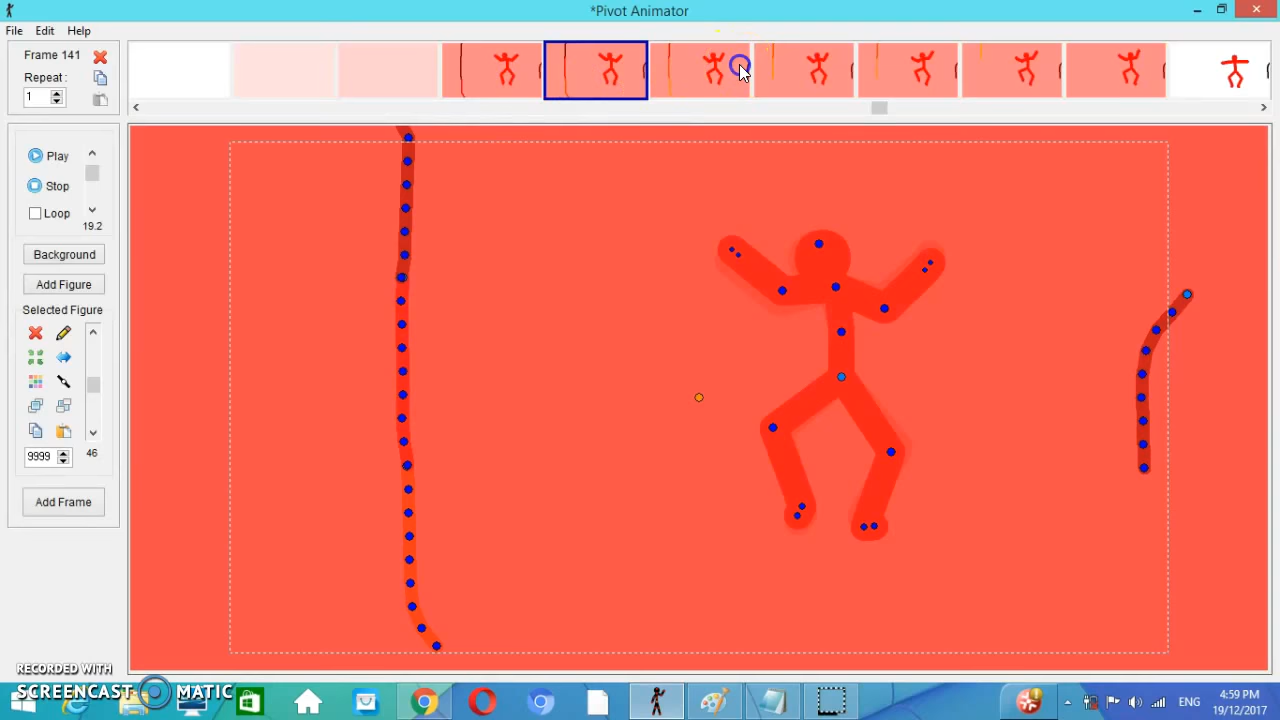 *Pivot Animator
File Edit Help
Frame 141
Repeat:
1
Play
Stop
Loop
19.2
Background
Add Figure
Selected Figure
9999
46
Add Frame
RECORDED WITH
SCREENCAST MATIC
ENG
4:59 PM
19/12/2017